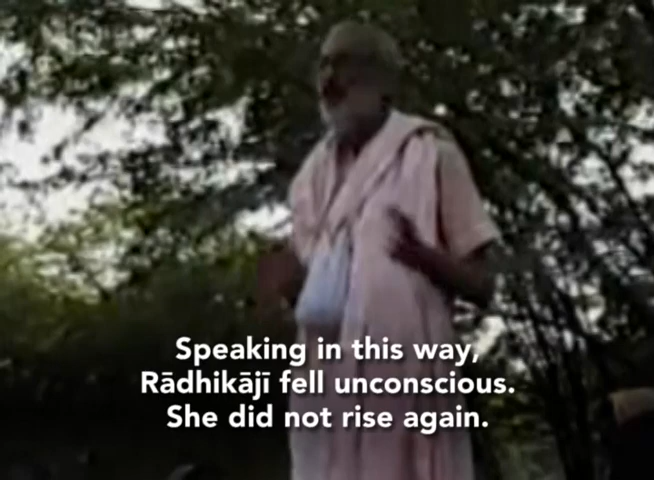 Speaking in this way,
Rādhikājī fell unconscious.
She did not rise again.